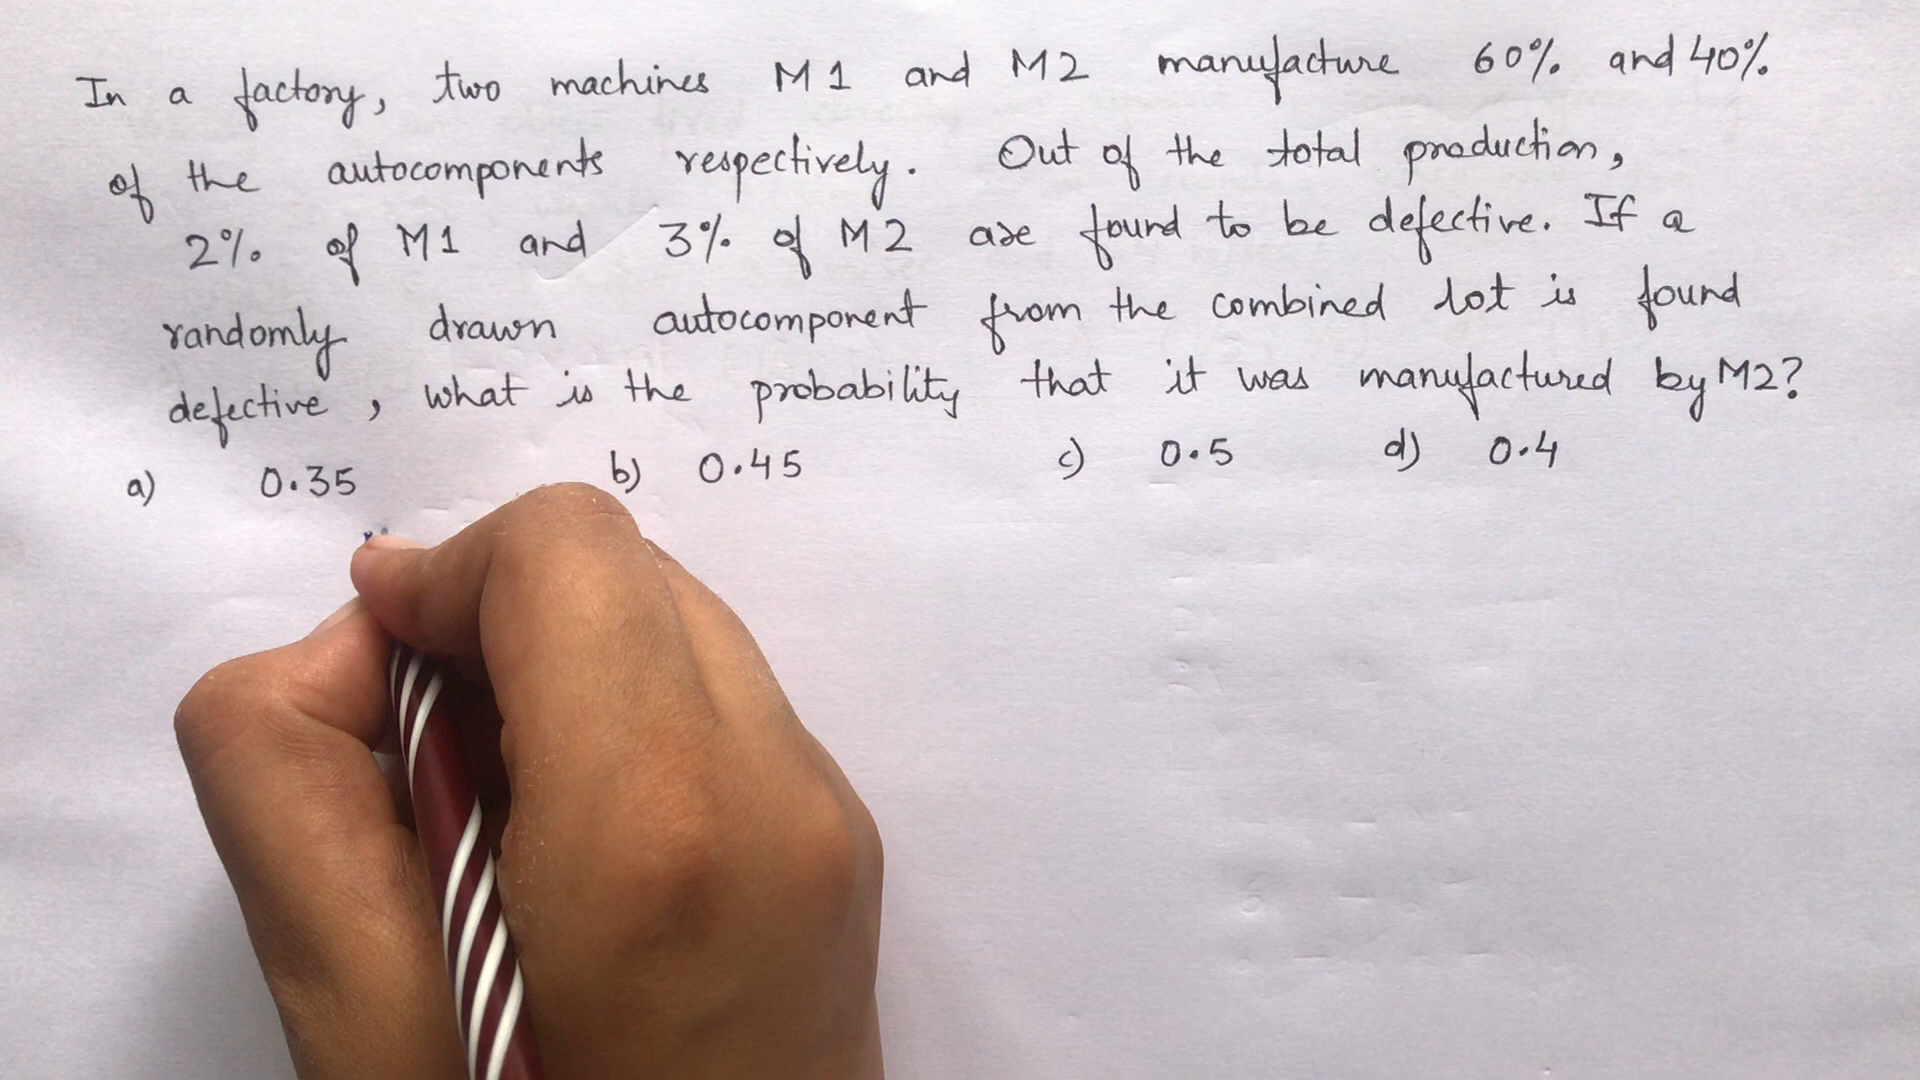 In a factory, two machines M1 and M2 manufacture 60% and 40%
of the autocomponents respectively. Out of the total production,
2% of M1 and 3% of M2 are found to be defective. If a
randomly drawn autocomponent from the combined lot is found
defective, what is the probability that it was manufactured by M2?
a) 0.35 b) 0.45 c) 0.5 d) 0.4